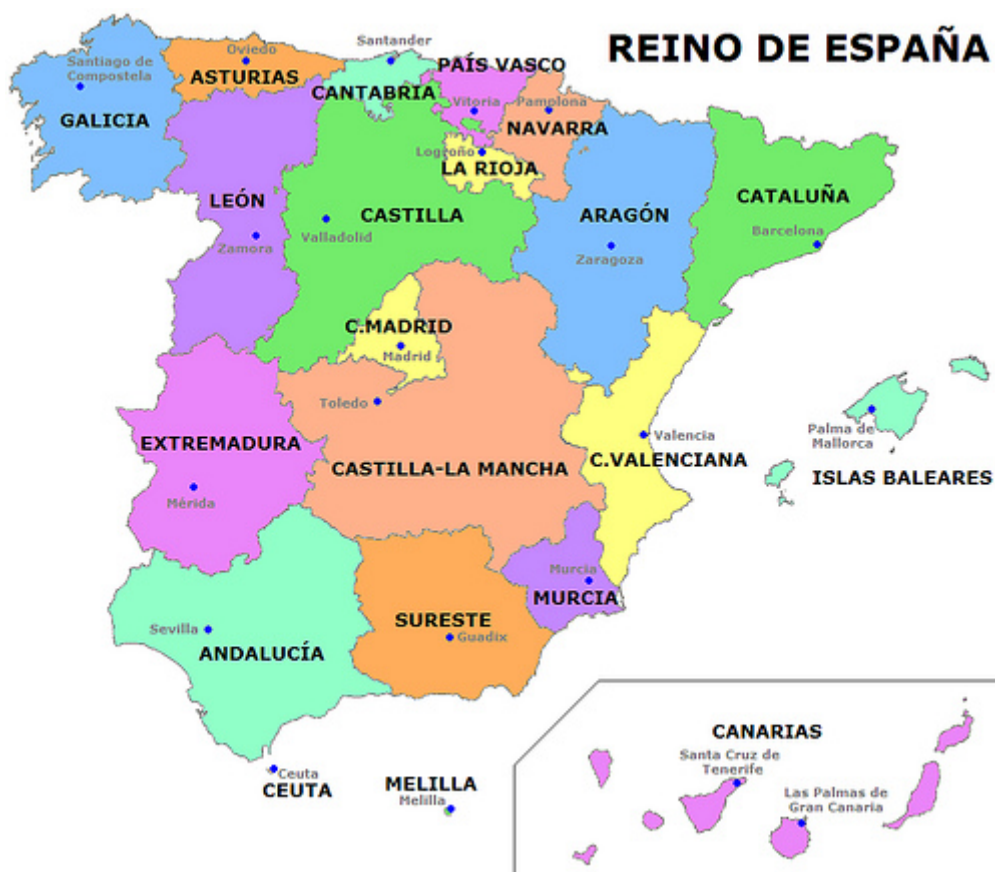 REINO DE ESPAÑA
Santander
Oviedo
Santiago de
Compostela
PAÍS VASCO
ASTURIAS
CANTABRIA
Vitoria
Pamplona
GALICIA
NAVARRA
Logroño
LA RIOJA
LEÓN
CASTILLA
ARAGÓN
CATALUÑA
Valladolid
Zamora
Zaragoza
Barcelona
C.MADRID
Madrid
Toledo
Palma de
Mallorca
EXTREMADURA
Valencia
CASTILLA-LA MANCHA
C.VALENCIANA
ISLAS BALEARES
Mérida
Murcia
MURCIA
SURESTE
Sevilla
Guadix
ANDALUCÍA
CANARIAS
Santa Cruz de
Tenerife
Ceuta
CEUTA
MELILLA
Melilla
Las Palmas de
Gran Canaria